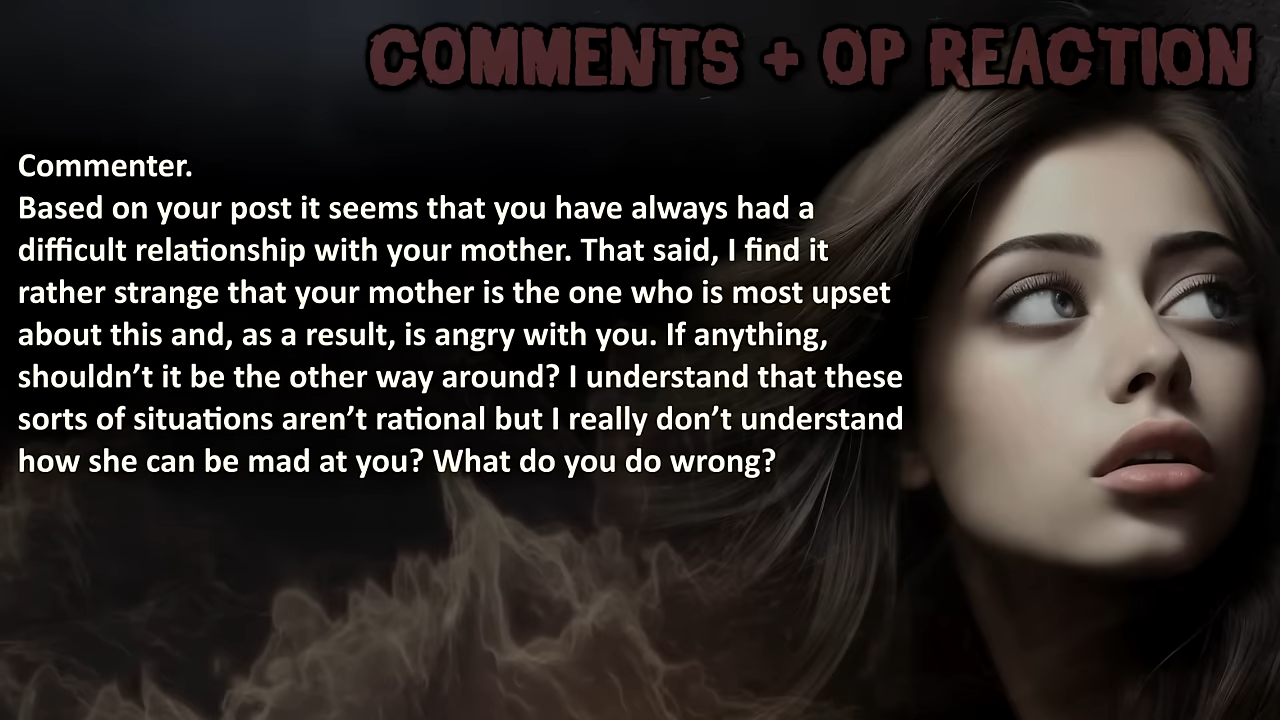 COMMENTS + OP REACTION
Commenter.
Based on your post it seems that you have always had a
difficult relationship with your mother. That said, I find it
rather strange that your mother is the one who is most upset
about this and, as a result, is angry with you. If anything,
shouldn’t it be the other way around? I understand that these
sorts of situations aren’t rational but I really don’t understand
how she can be mad at you? What do you do wrong?